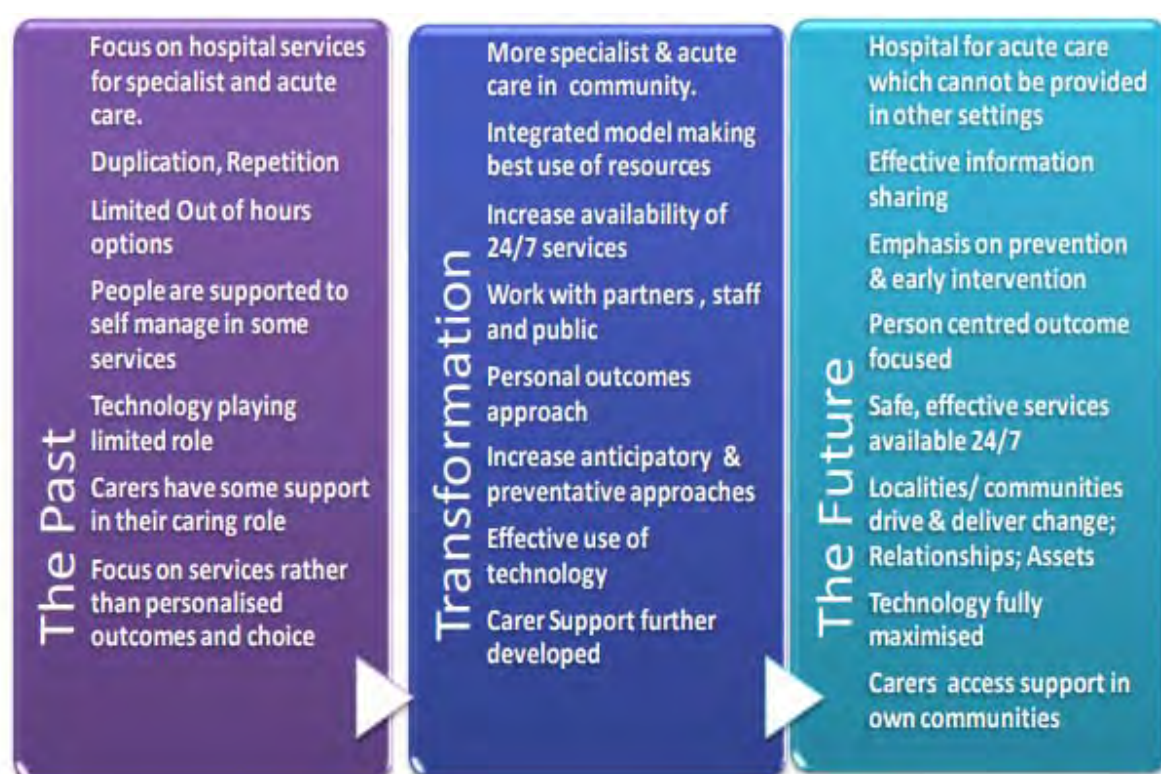 The Past
Focus on hospital services
for specialist and acute
care.
Duplication, Repetition
Limited Out of hours
options
People are supported to
self manage in some
services
Technology playing
limited role
Carers have some support
in their caring role
Focus on services rather
than personalised
outcomes and choice
Transformation
More specialist & acute
care in community.
Integrated model making
best use of resources
Increase availability of
24/7 services
Work with partners , staff
and public
Personal outcomes
approach
Increase anticipatory &
preventative approaches
Effective use of
technology
Carer Support further
developed
The Future
Hospital for acute care
which cannot be provided
in other settings
Effective information
sharing
Emphasis on prevention
& early intervention
Person centred outcome
focused
Safe, effective services
available 24/7
Localities/ communities
drive & deliver change;
Relationships; Assets
Technology fully
maximised
Carers access support in
own communities